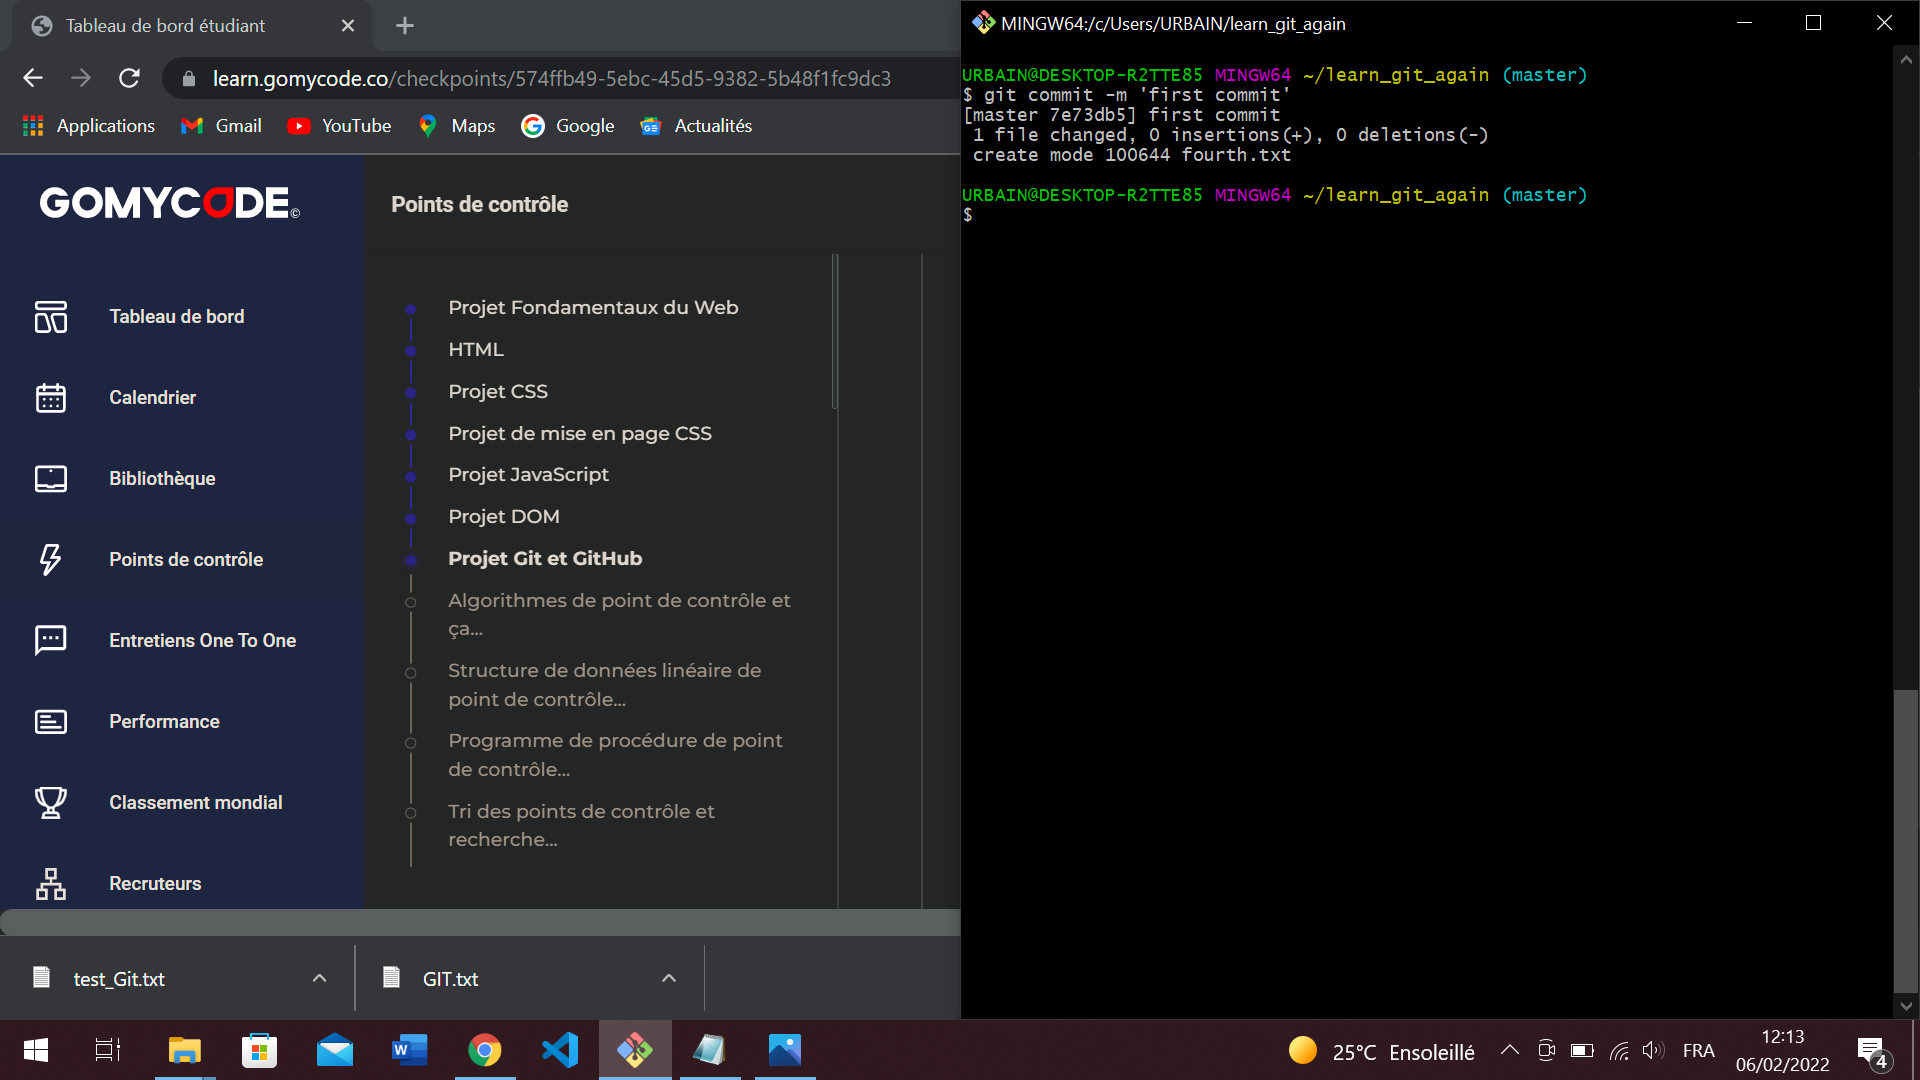 Tableau de bord étudiant
learn.gomycode.co/checkpoints/574ffb49-5ebc-45d5-9382-5b48f1fc9dc3
Applications
Gmail
YouTube
Maps
Google
Actualités
GOMYCODE©
Tableau de bord
Calendrier
Bibliothèque
Points de contrôle
Entretiens One To One
Performance
Classement mondial
Recruteurs
Points de contrôle
Projet Fondamentaux du Web
HTML
Projet CSS
Projet de mise en page CSS
Projet JavaScript
Projet DOM
Projet Git et GitHub
Algorithmes de point de contrôle et
ça...
Structure de données linéaire de
point de contrôle...
Programme de procédure de point
de contrôle...
Tri des points de contrôle et
recherche...
test_Git.txt
GIT.txt
MINGW64:/c/Users/URBAIN/learn_git_again
URBAIN@DESKTOP-R2TTE85 MINGW64 ~/learn_git_again (master)
$ git commit -m 'first commit'
[master 7e73db5] first commit
1 file changed, 0 insertions(+), 0 deletions(-)
create mode 100644 fourth.txt
URBAIN@DESKTOP-R2TTE85 MINGW64 ~/learn_git_again (master)
$
25°C Ensoleillé
FRA
12:13
06/02/2022
4